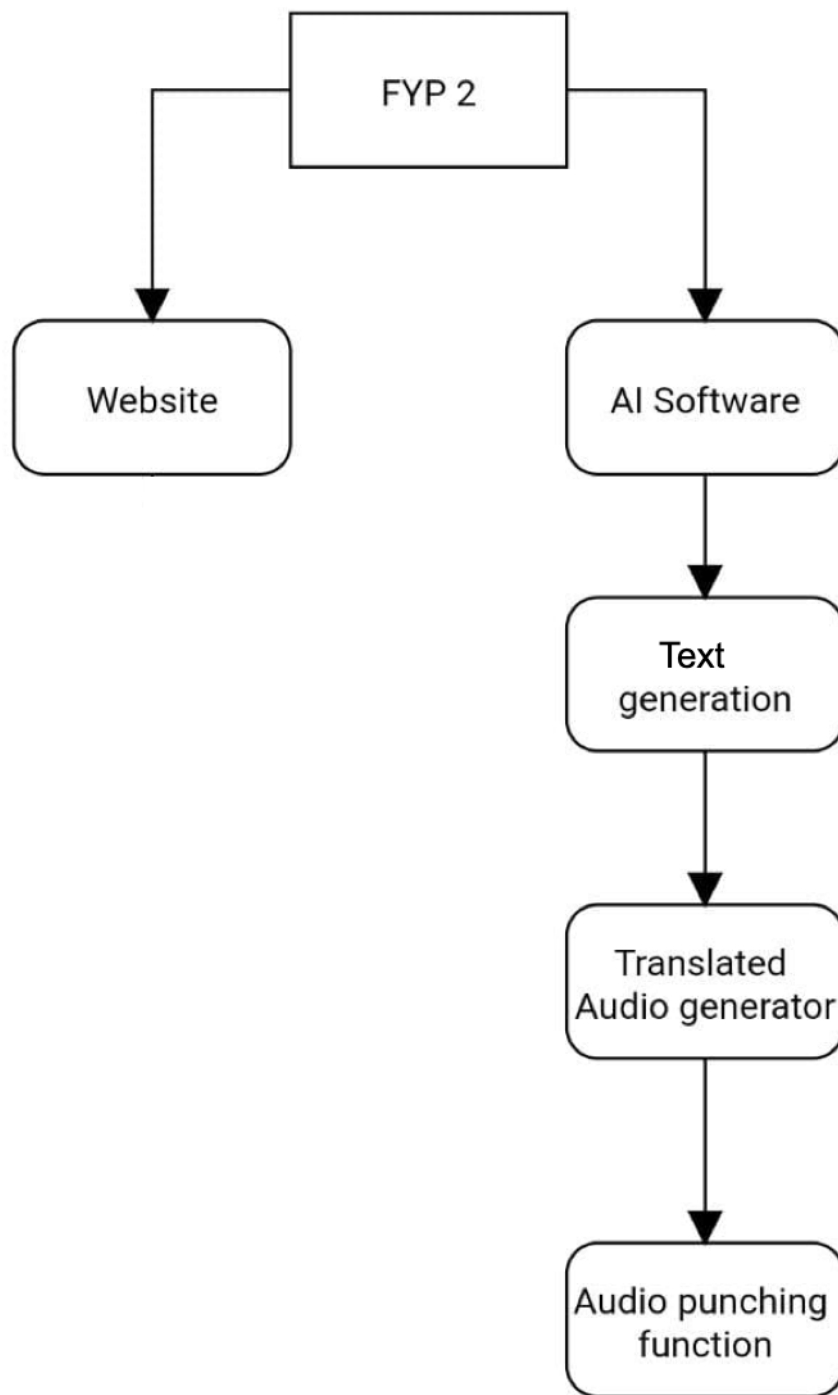 FYP 2
Website
AI Software
Text
generation
Translated
Audio generator
Audio punching
function